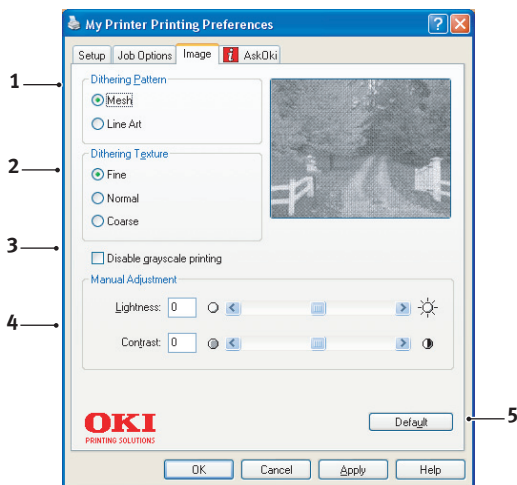 My Printer Printing Preferences
Setup Job Options Image i AskOki
1
Dithering Pattern
Mesh
Line Art
2
Dithering Texture
Fine
Normal
Coarse
3
Disable grayscale printing
Manual Adjustment
Lightness: 0
4
Contrast: 0
OKI
PRINTING SOLUTIONS
Default
5
OK Cancel Apply Help